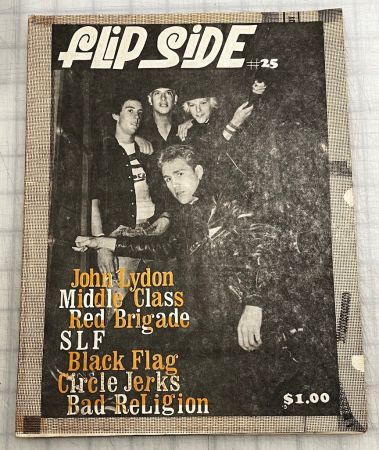 fLiP SiDE
#25
John Lydon
Middle Class
Red Brigade
SLF
Black Flag
Circle Jerks
Bad ReLigion
$1.00